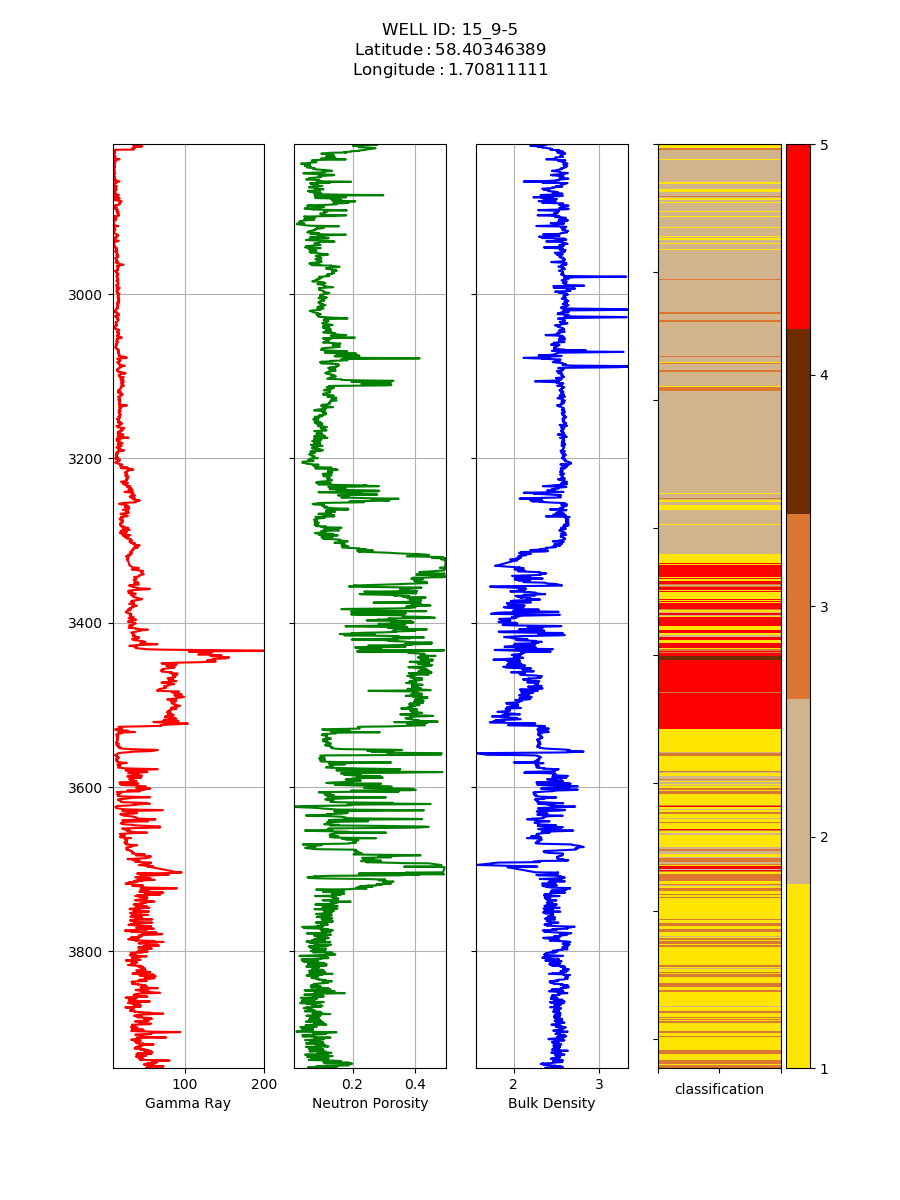 WELL ID: 15_9-5
Latitude : 58.40346389
Longitude : 1.70811111
3000
3200
3400
3600
3800
100 200
Gamma Ray
0.2 0.4
Neutron Porosity
2 3
Bulk Density
classification
5
4
3
2
1